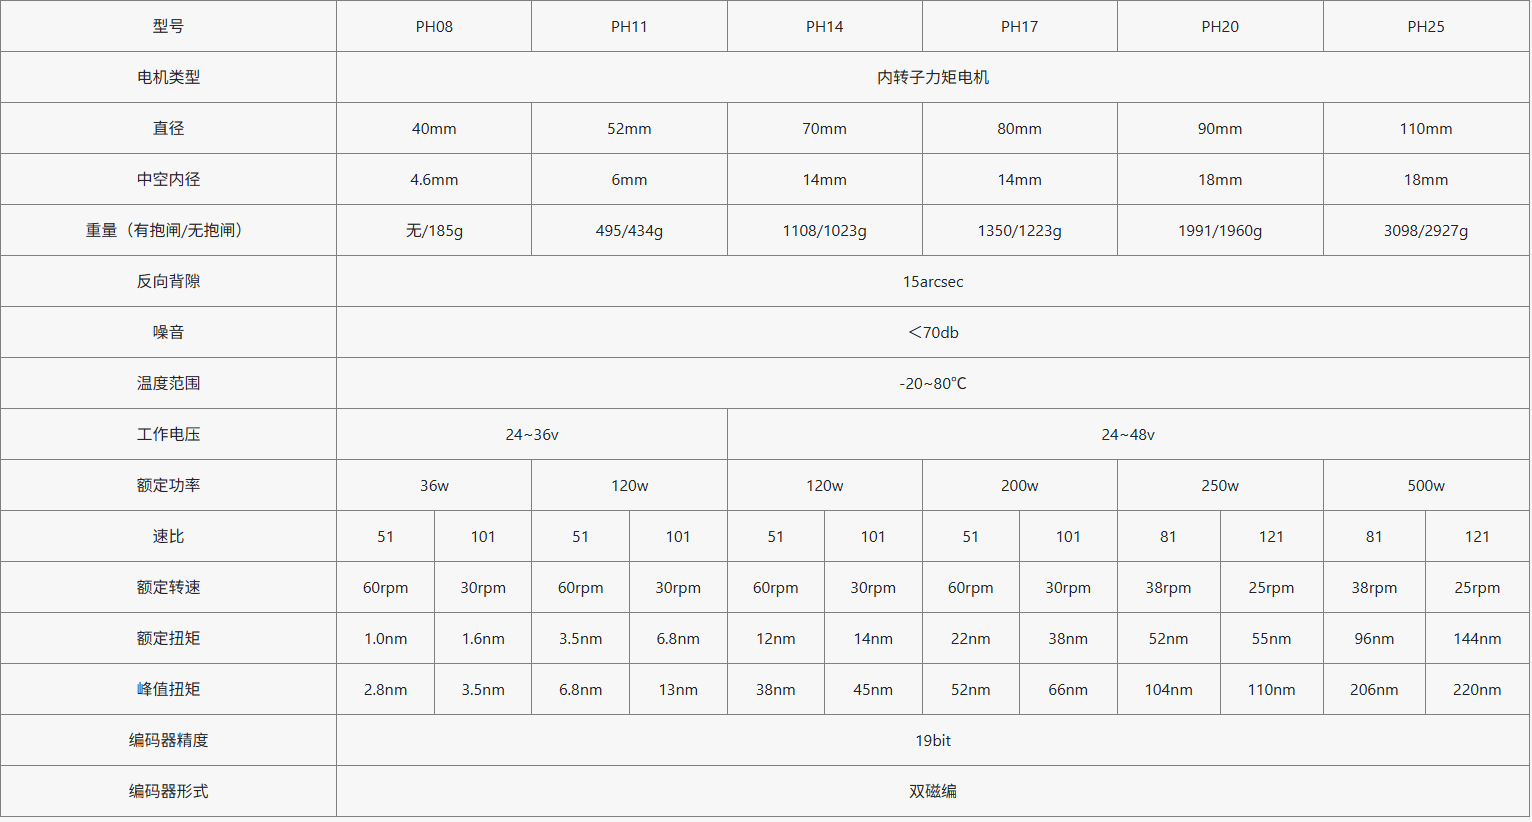 型号 PH08 PH11 PH14 PH17 PH20 PH25
电机类型 内转子力矩电机
直径 40mm 52mm 70mm 80mm 90mm 110mm
中空内径 4.6mm 6mm 14mm 14mm 18mm 18mm
重量（有抱闸/无抱闸） 无/185g 495/434g 1108/1023g 1350/1223g 1991/1960g 3098/2927g
反向背隙 15arcsec
噪音 ＜70db
温度范围 -20~80℃
工作电压 24~36v 24~48v
额定功率 36w 120w 120w 200w 250w 500w
速比 51 101 51 101 51 101 51 101 81 121 81 121
额定转速 60rpm 30rpm 60rpm 30rpm 60rpm 30rpm 60rpm 30rpm 38rpm 25rpm 38rpm 25rpm
额定扭矩 1.0nm 1.6nm 3.5nm 6.8nm 12nm 14nm 22nm 38nm 52nm 55nm 96nm 144nm
峰值扭矩 2.8nm 3.5nm 6.8nm 13nm 38nm 45nm 52nm 66nm 104nm 110nm 206nm 220nm
编码器精度 19bit
编码器形式 双磁编